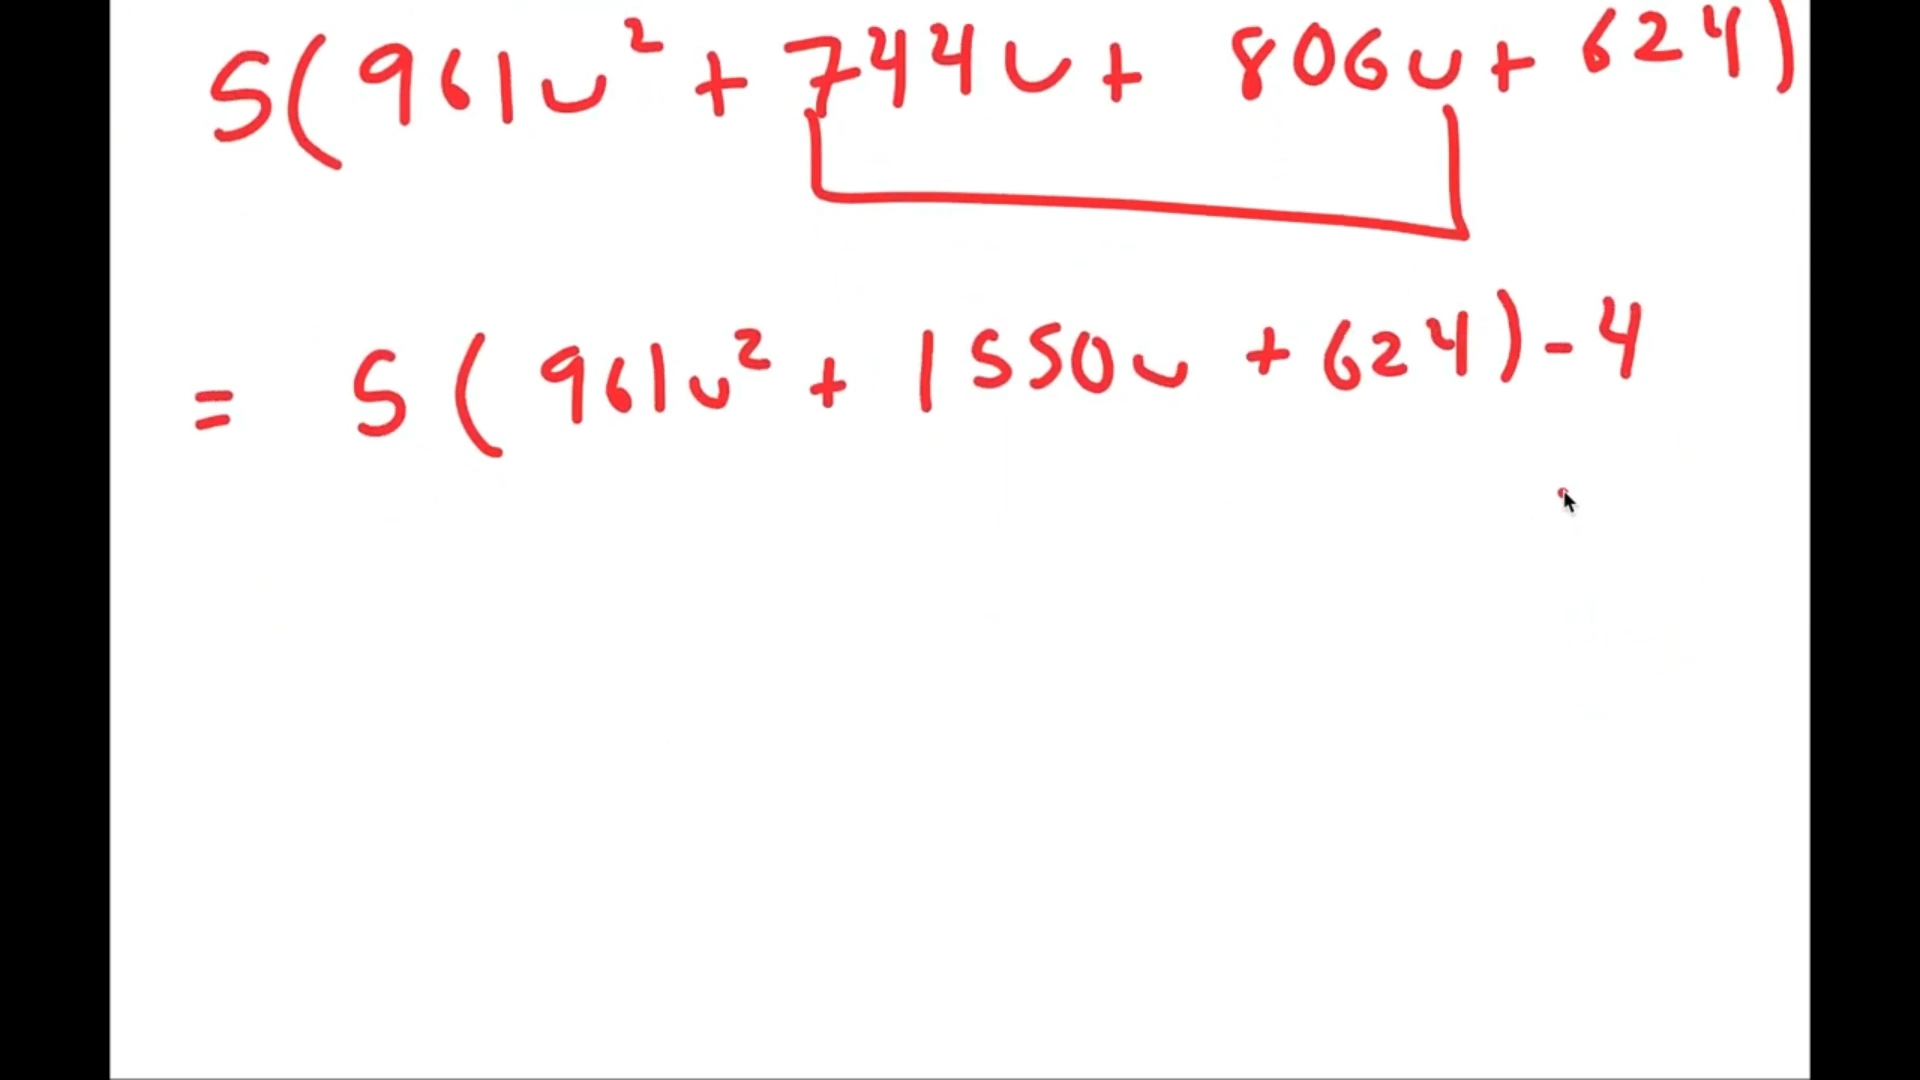 5(961u² + 744u + 806u + 624)
= 5(961u² + 1550u + 624) - 4